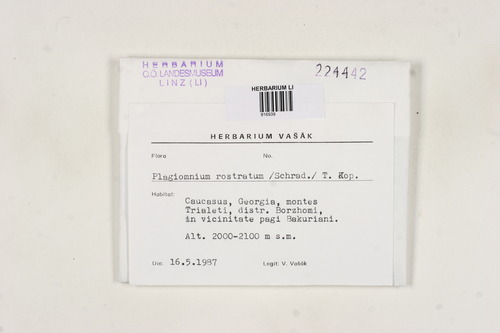 HERBARIUM
O.Ö. LANDESMUSEUM
LINZ (LI)
224442
HERBARIUM LI
HERBARIUM VAŠÁK
Flora No.
Plagiomnium rostratum /Schrad./ T. Kop.
Habitat:
Caucasus, Georgia, montes
Trialeti, distr. Borzhomi,
in vicinitate pagi Bakuriani.
Alt. 2000-2100 m s.m.
Die: 16.5.1987 Legit: V. Vašák